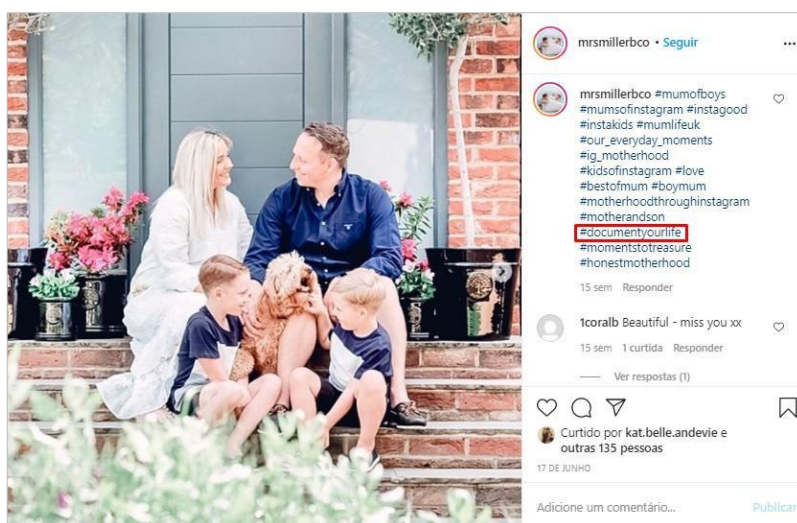 mrsmillerbco • Seguir
mrsmillerbco #mumofboys
#mumsofinstagram #instagood
#instakids #mumlifeuk
#our_everyday_moments
#ig_motherhood
#kidsofinstagram #love
#bestofmum #boymum
#motherhoodthroughinstagram
#motherandson
#documentyourlife
#momentstotreasure
#honestmotherhood
15 sem Responder
1coralb Beautiful - miss you xx
15 sem 1 curtida Responder
Ver respostas (1)
Curtido por kat.belle.andevie e
outras 135 pessoas
17 DE JUNHO
Adicione um comentário... Publicar